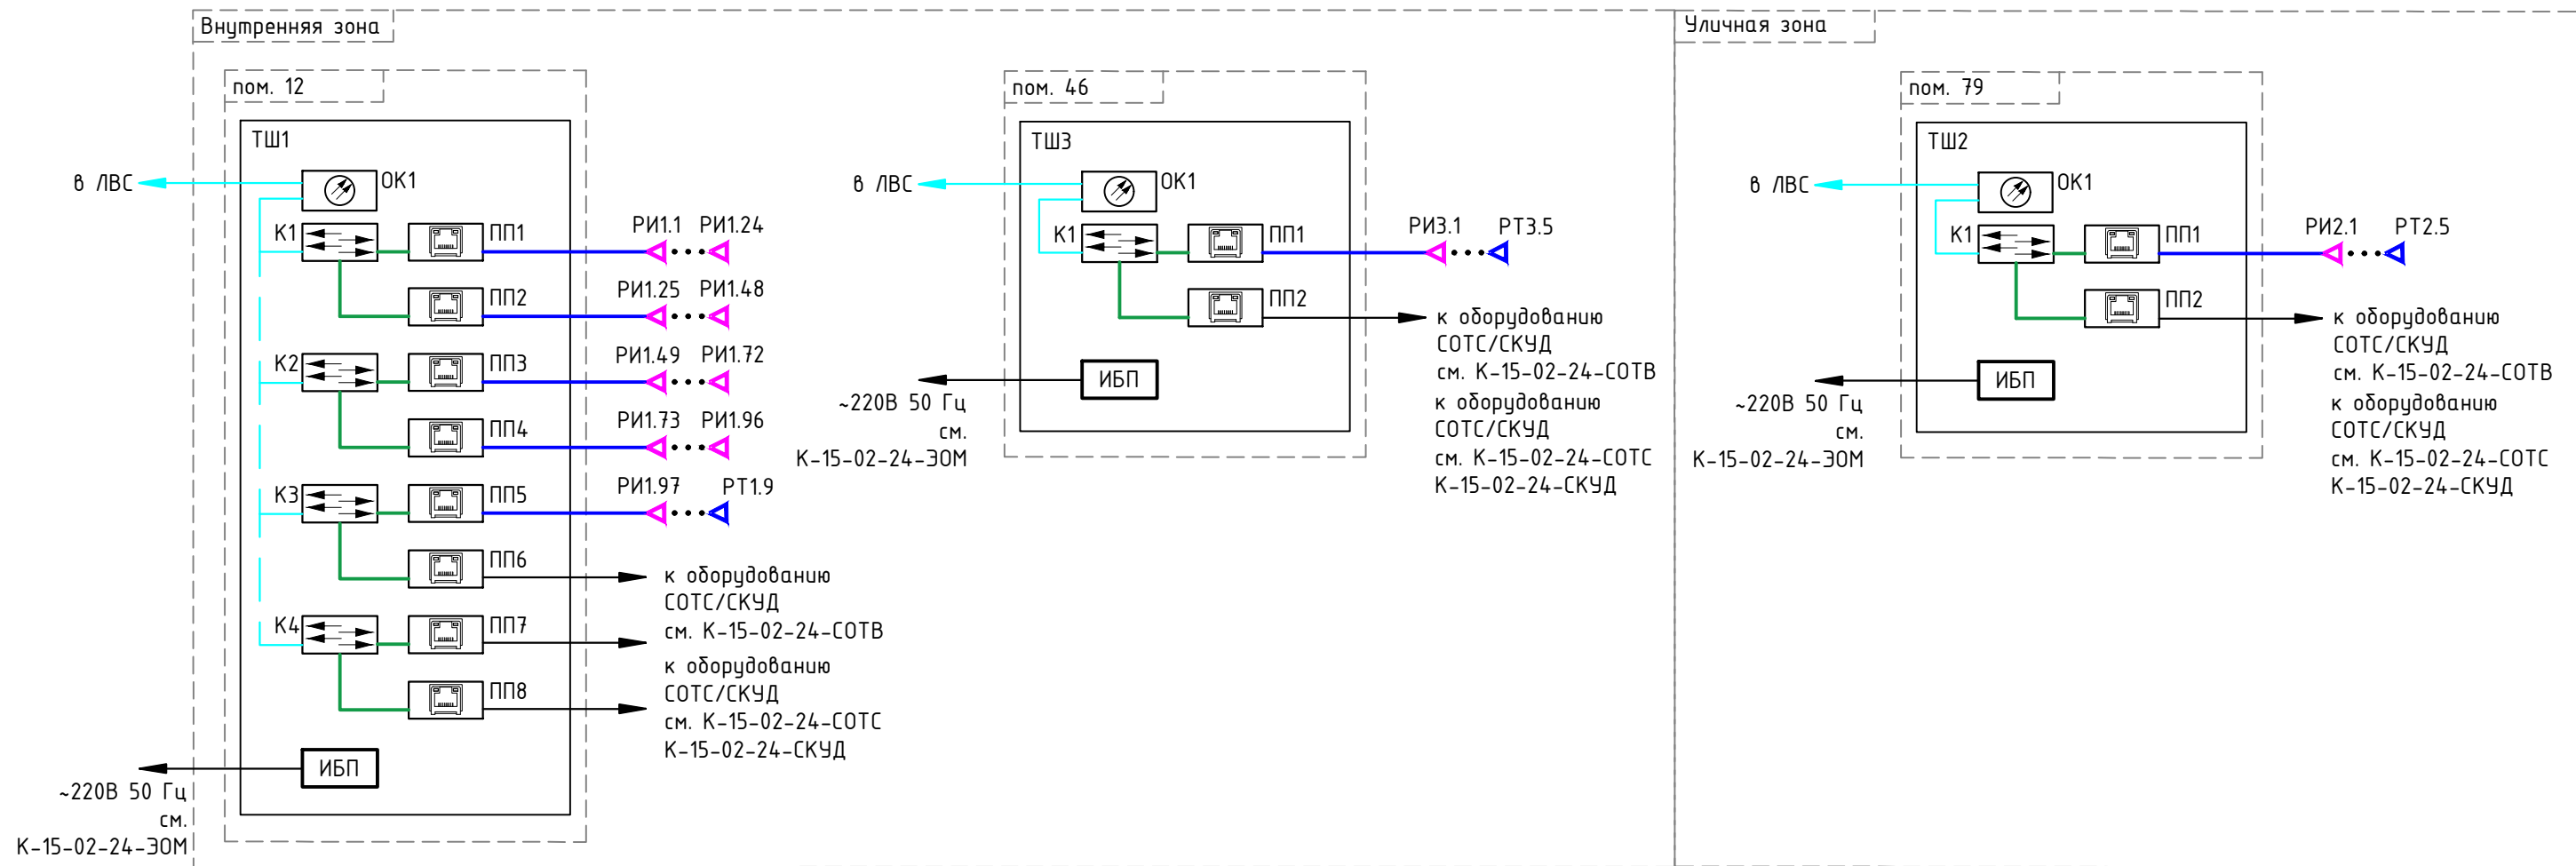 Внутренняя зона
пом. 12
ТШ1
в ЛВС
ОК1
К1
ПП1
РИ1.1 РИ1.24
ПП2
РИ1.25 РИ1.48
К2
ПП3
РИ1.49 РИ1.72
ПП4
РИ1.73 РИ1.96
К3
ПП5
РИ1.97 РТ1.9
ПП6
к оборудованию
СОТС/СКУД
см. К-15-02-24-СОТВ
К4
ПП7
к оборудованию
СОТС/СКУД
см. К-15-02-24-СОТС
К-15-02-24-СКУД
ПП8
ИБП
~220В 50 Гц
см.
К-15-02-24-ЭОМ
пом. 46
ТШ3
в ЛВС
ОК1
К1
ПП1
РИ3.1 РТ3.5
ПП2
к оборудованию
СОТС/СКУД
см. К-15-02-24-СОТВ
к оборудованию
СОТС/СКУД
см. К-15-02-24-СОТС
К-15-02-24-СКУД
ИБП
~220В 50 Гц
см.
К-15-02-24-ЭОМ
Уличная зона
пом. 79
ТШ2
в ЛВС
ОК1
К1
ПП1
РИ2.1 РТ2.5
ПП2
к оборудованию
СОТС/СКУД
см. К-15-02-24-СОТВ
к оборудованию
СОТС/СКУД
см. К-15-02-24-СОТС
К-15-02-24-СКУД
ИБП
~220В 50 Гц
см.
К-15-02-24-ЭОМ